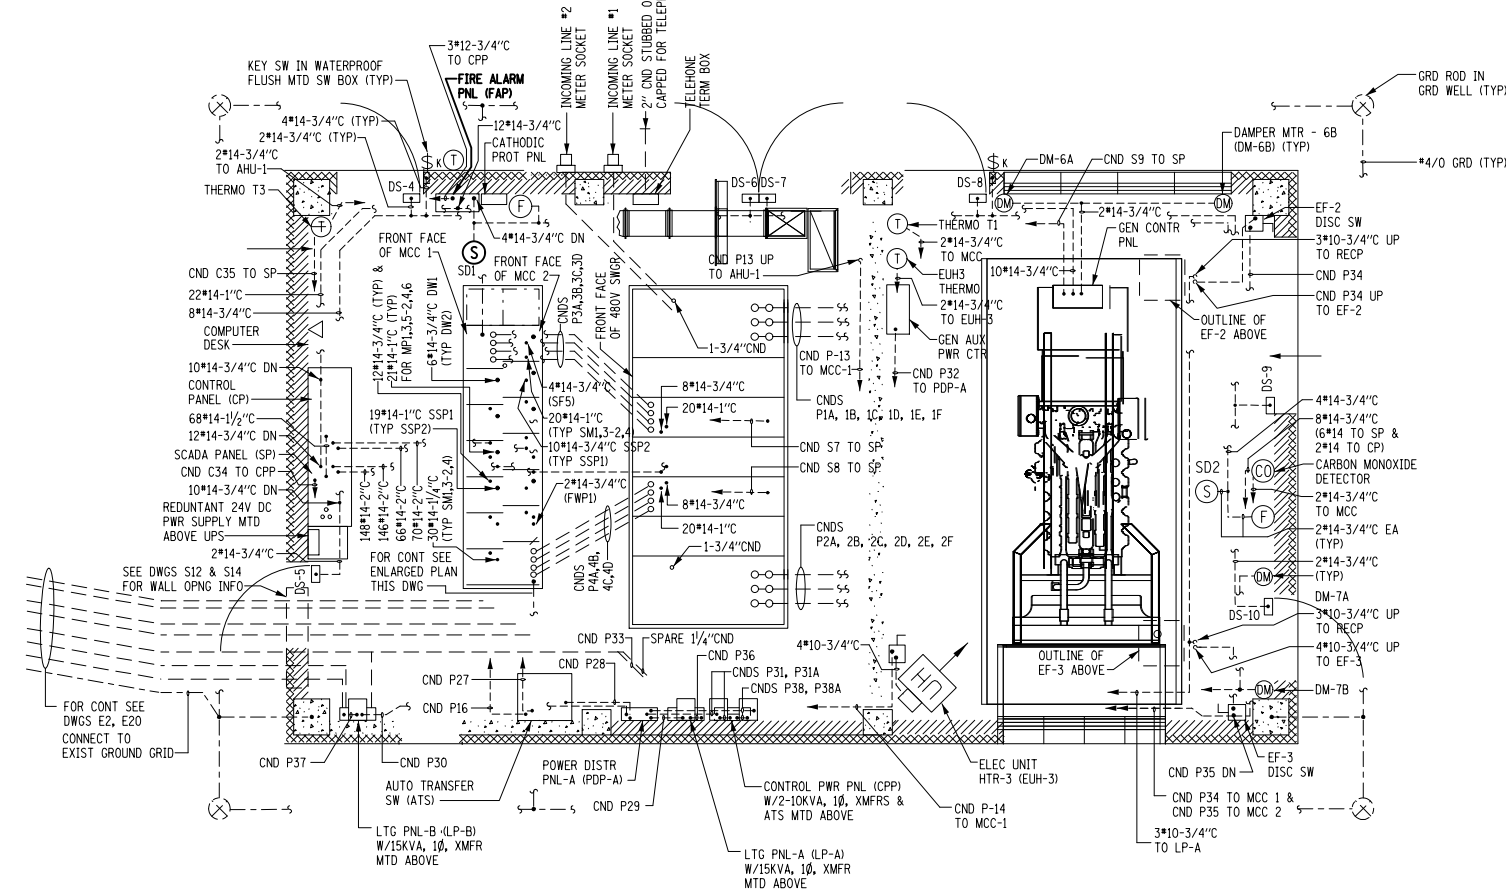 INCOMING LINE #2
METER SOCKET
INCOMING LINE #1
METER SOCKET
2" CND STUBBED
CAPPED FOR
TELEHONE
TERM BOX
3#12-3/4"C
TO CPP
KEY SW IN WATERPROOF
FLUSH MTD SW BOX (TYP)
FIRE ALARM
PNL (FAP)
4#14-3/4"C (TYP)
2#14-3/4"C (TYP)
12#14-3/4"C
CATHODIC
PROT PNL
GRD ROD IN
GRD WELL (TYP)
DAMPER MTR - 6B
(DM-6B) (TYP)
#4/0 GRD (TYP)
2#14-3/4"C
TO AHU-1
THERMO T3
S K
T
DS-4
F
T
DS-6
DS-7
DS-8
S K
DM-6A
CND S9 TO SP
DM
DM
EF-2
DISC SW
4#14-3/4"C DN
S
SD1
FRONT FACE
OF MCC 1
FRONT FACE
OF MCC 2
CNDS
P3A,3B,3C,3D
FRONT FACE
OF 480V SWGR
CND P13 UP
TO AHU-1
T
THERMO T1
2#14-3/4"C
TO MCC
T
EUH3
THERMO
2#14-3/4"C
TO EUH-3
2#14-3/4"C
GEN CONTR
PNL
10#14-3/4"C
3#10-3/4"C UP
TO RECP
CND P34
CND P34 UP
TO EF-2
OUTLINE OF
EF-2 ABOVE
CND C35 TO SP
22#14-1"C
8#14-3/4"C
COMPUTER
DESK
12#14-3/4"C (TYP) &
21#14-1"C (TYP)
FOR MP1,3,5-2,4,6
6#14-3/4"C DW1
(TYP DW2)
1-3/4"CND
GEN AUX
PWR CTR
CND P-13
TO MCC-1
CND P32
TO PDP-A
CNDS
P1A, 1B, 1C, 1D, 1E, 1F
10#14-3/4"C DN
CONTROL
PANEL (CP)
68#14-1½"C
12#14-3/4"C DN
SCADA PANEL (SP)
CND C34 TO CPP
10#14-3/4"C DN
REDUNTANT 24V DC
PWR SUPPLY MTD
ABOVE UPS
2#14-3/4"C
19#14-1"C SSP1
(TYP SSP2)
4#14-3/4"C
(SF5)
20#14-1"C
(TYP SM1,3-2,4)
10#14-3/4"C SSP2
(TYP SSP1)
2#14-3/4"C
(FWP1)
8#14-3/4"C
20#14-1"C
CND S7 TO SP
CND S8 TO SP
8#14-3/4"C
20#14-1"C
1-3/4"CND
148#14-2"C
146#14-2"C
66#14-2"C
70#14-2"C
30#14-1¼"C
(TYP SM1,3-2,4)
CNDS
P4A,4B,
4C,4D
CNDS
P2A, 2B, 2C, 2D, 2E, 2F
DS-9
4#14-3/4"C
8#14-3/4"C
(6#14 TO SP &
2#14 TO CP)
SD2
S
CO
CARBON MONOXIDE
DETECTOR
2#14-3/4"C
TO MCC
F
2#14-3/4"C EA
(TYP)
2#14-3/4"C
(TYP)
DM
DM-7A
DS-10
3#10-3/4"C UP
TO RECP
4#10-3/4"C UP
TO EF-3
OUTLINE OF
EF-3 ABOVE
DM
DM-7B
FOR CONT SEE
ENLARGED PLAN
THIS DWG
SEE DWGS S12 & S14
FOR WALL OPNG INFO
DS-5
CND P33
SPARE 1¼"CND
CND P28
CND P36
CNDS P31, P31A
CNDS P38, P38A
4#10-3/4"C
H
5
CND P27
CND P16
FOR CONT SEE
DWGS E2, E20
CONNECT TO
EXIST GROUND GRID
CND P37
CND P30
AUTO TRANSFER
SW (ATS)
POWER DISTR
PNL-A (PDP-A)
CND P29
CONTROL PWR PNL (CPP)
W/2-10KVA, 1Ø, XMFRS &
ATS MTD ABOVE
ELEC UNIT
HTR-3 (EUH-3)
CND P-14
TO MCC-1
CND P35 DN
EF-3
DISC SW
CND P34 TO MCC 1 &
CND P35 TO MCC 2
3#10-3/4"C
TO LP-A
LTG PNL-B (LP-B)
W/15KVA, 1Ø, XMFR
MTD ABOVE
LTG PNL-A (LP-A)
W/15KVA, 1Ø, XMFR
MTD ABOVE